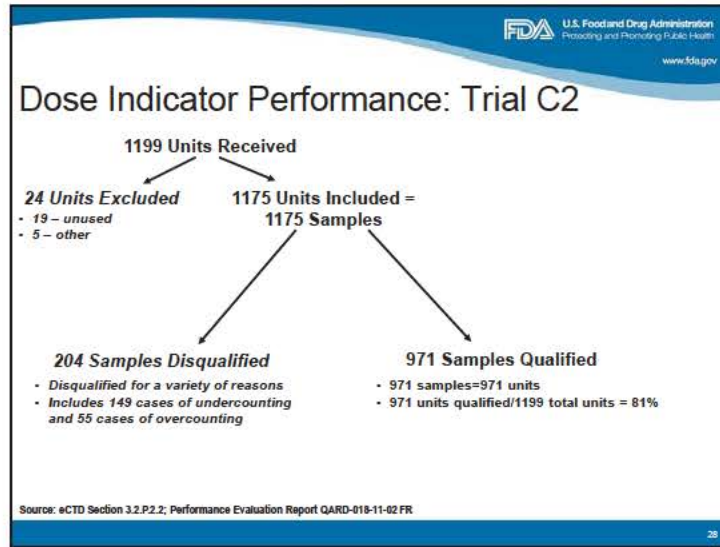 FDA U.S. Food and Drug Administration
Protecting and Promoting Public Health
www.fda.gov
Dose Indicator Performance: Trial C2
1199 Units Received
24 Units Excluded
• 19 – unused
• 5 – other
1175 Units Included =
1175 Samples
204 Samples Disqualified
• Disqualified for a variety of reasons
• Includes 149 cases of undercounting
and 55 cases of overcounting
971 Samples Qualified
• 971 samples=971 units
• 971 units qualified/1199 total units = 81%
Source: eCTD Section 3.2.P.2.2; Performance Evaluation Report QARD-018-11-02 FR
28